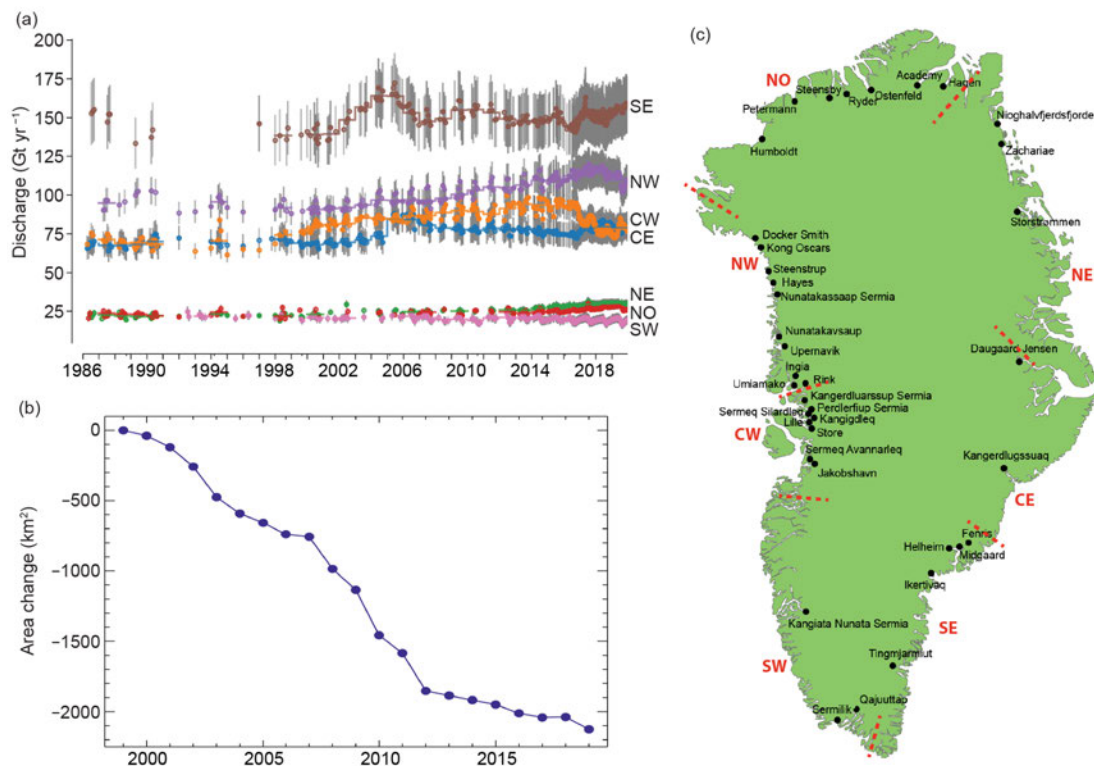 (a)
200
175
150
125
100
75
50
25
Discharge (Gt yr⁻¹)
1986 1990 1994 1998 2002 2006 2010 2014 2018
SE
NW
CW
CE
NE
NO
SW
(b)
0
−500
−1000
−1500
−2000
Area change (km²)
2000 2005 2010 2015
(c)
NO
Academy
Hagen
Steensby
Ostenfeld
Ryder
Petermann
Nioghalvfjerdsfjorde
Zachariae
Humboldt
Storstrømmen
Docker Smith
Kong Oscars
NW
NE
Steenstrup
Hayes
Nunatakassaap Sermia
Nunatakavsaup
Upernavik
Daugaard Jensen
Ingia
Umiamako
Rink
Kangerdluarssup Sermia
Perdlerfiup Sermia
Sermeq Silardleq
Kangigdleq
Lille
Store
CW
Sermeq Avannarleq
Jakobshavn
Kangerdlugssuaq
CE
Fenris
Helheim
Midgaard
Ikertivaq
Kangiata Nunata Sermia
SE
Tingmjarmiut
SW
Qajuuttap
Sermilik